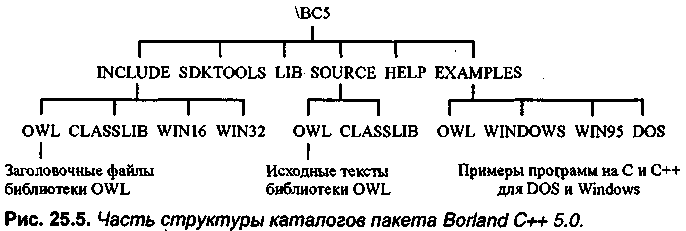 \BC5
INCLUDE SDKTOOLS LIB SOURCE HELP EXAMPLES
OWL CLASSLIB WIN16 WIN32 OWL CLASSLIB OWL WINDOWS WIN95 DOS
Заголовочные файлы Исходные тексты Примеры программ на C и C++
библиотеки OWL библиотеки OWL для DOS и Windows
Рис. 25.5. Часть структуры каталогов пакета Borland C++ 5.0.